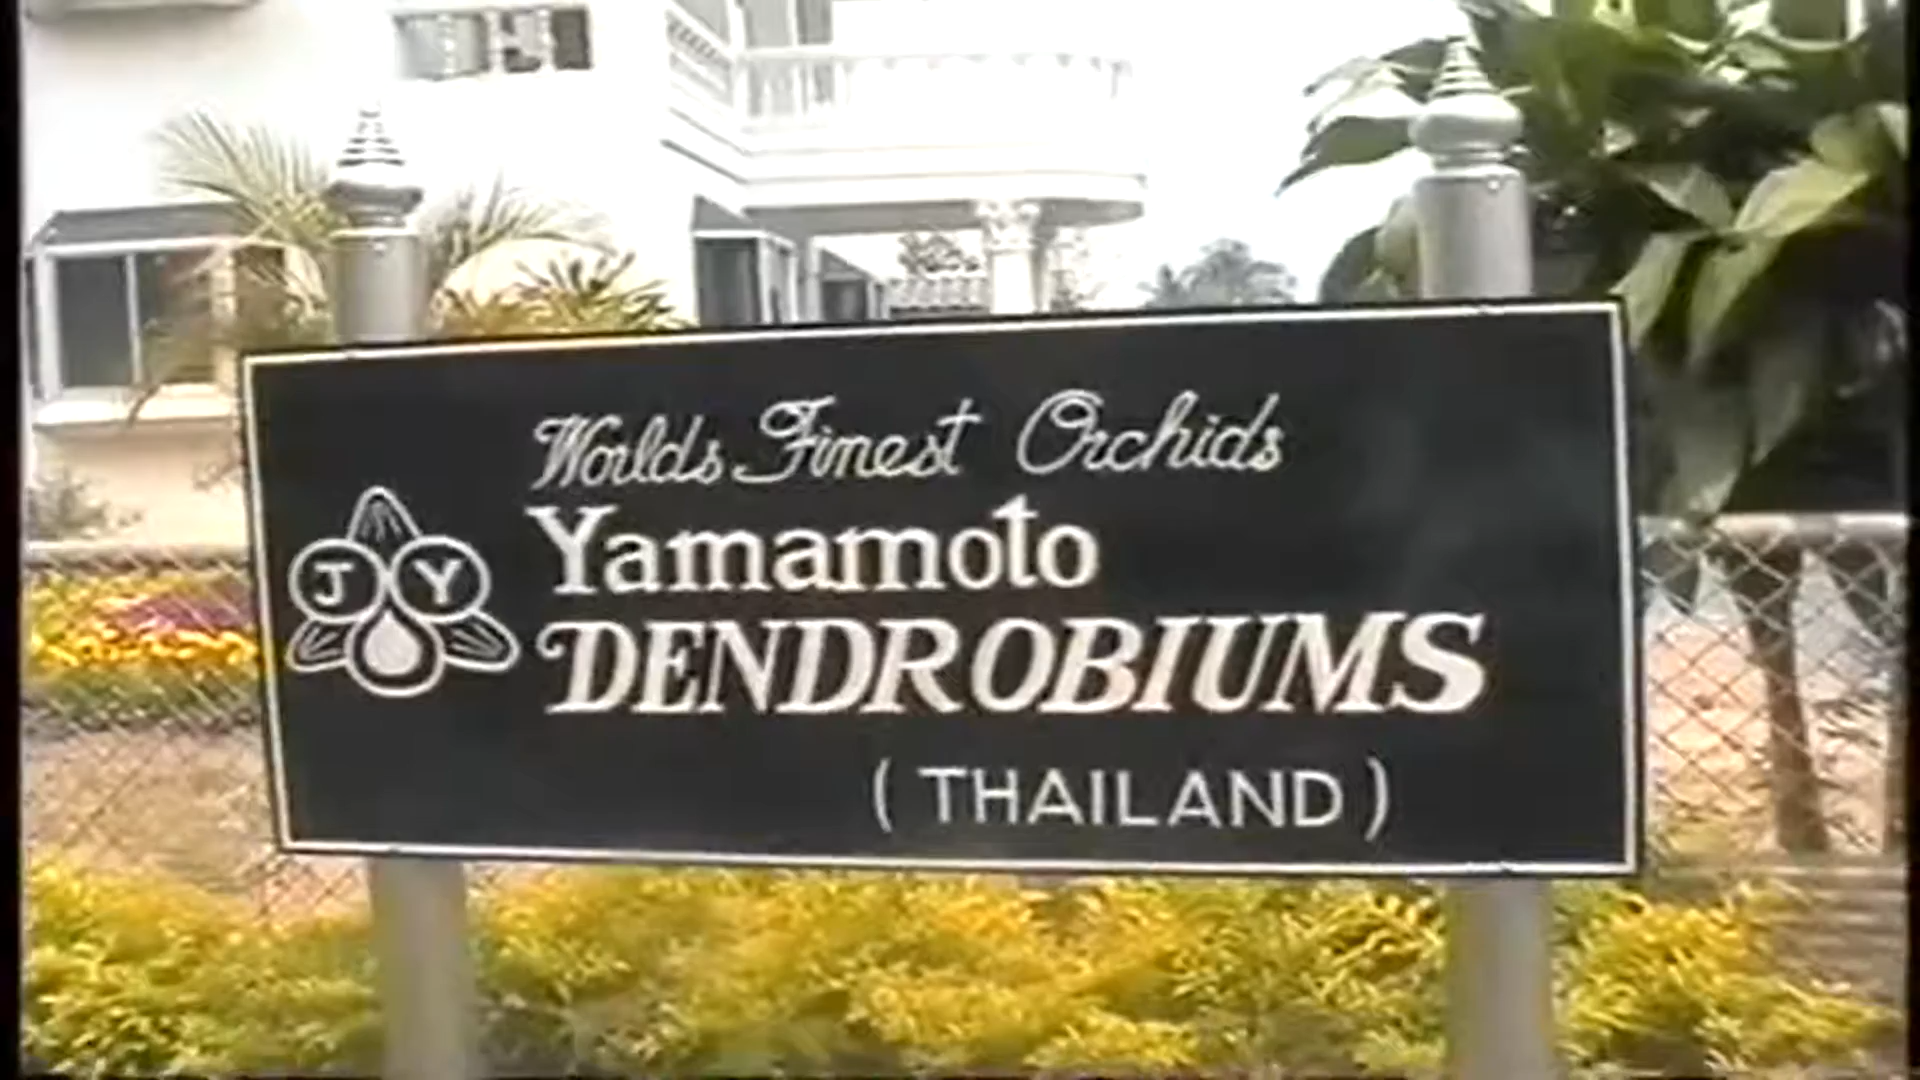 Worlds Finest Orchids
J Y
Yamamoto
DENDROBIUMS
( THAILAND )